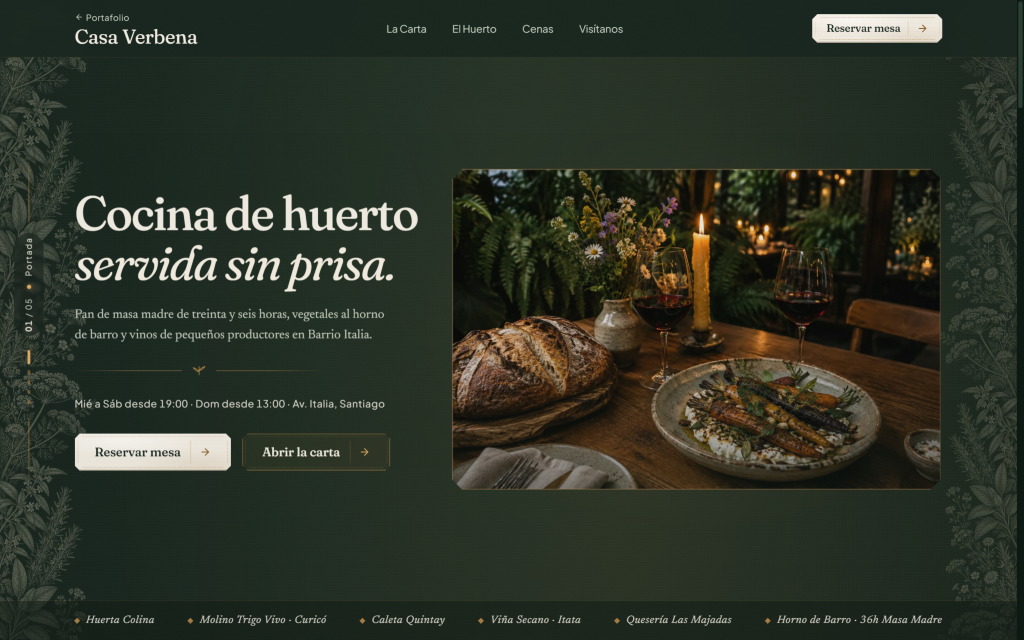 ← Portafolio
Casa Verbena
La Carta
El Huerto
Cenas
Visítanos
Reservar mesa →
01 / 05 Portada
Cocina de huerto
servida sin prisa.
Pan de masa madre de treinta y seis horas, vegetales al horno
de barro y vinos de pequeños productores en Barrio Italia.
Mié a Sáb desde 19:00 · Dom desde 13:00 · Av. Italia, Santiago
Reservar mesa →
Abrir la carta →
Huerta Colina
Molino Trigo Vivo · Curicó
Caleta Quintay
Viña Secano · Itata
Quesería Las Majadas
Horno de Barro · 36h Masa Madre